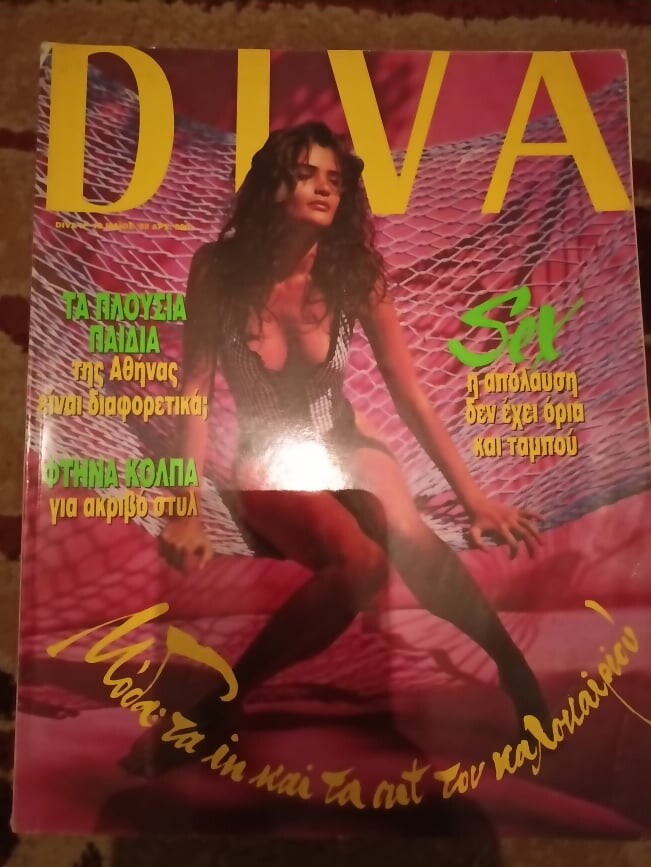 DIVA
ΜΑΪΟΣ
ΤΑ ΠΛΟΥΣΙΑ
ΠΑΙΔΙΑ
της Αθήνας
είναι διαφορετικά;
Sex
η απόλαυση
δεν έχει όρια
και ταμπού
ΦΤΗΝΑ ΚΟΛΠΑ
για ακριβό στυλ
Μόδα: τα in και τα out του καλοκαιριού